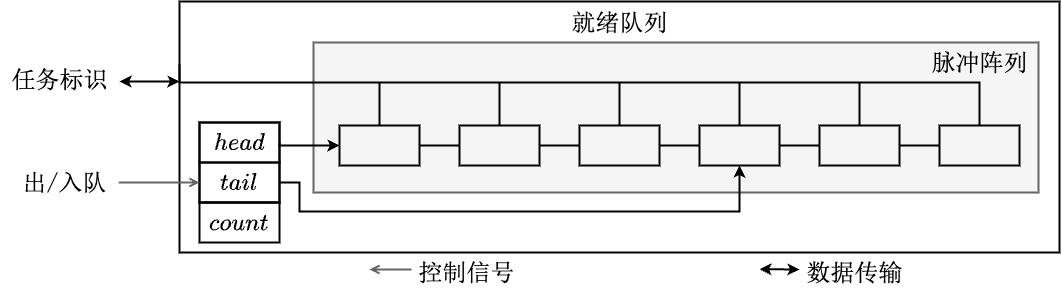 就绪队列
脉冲阵列
任务标识
head
出/入队
tail
count
控制信号
数据传输